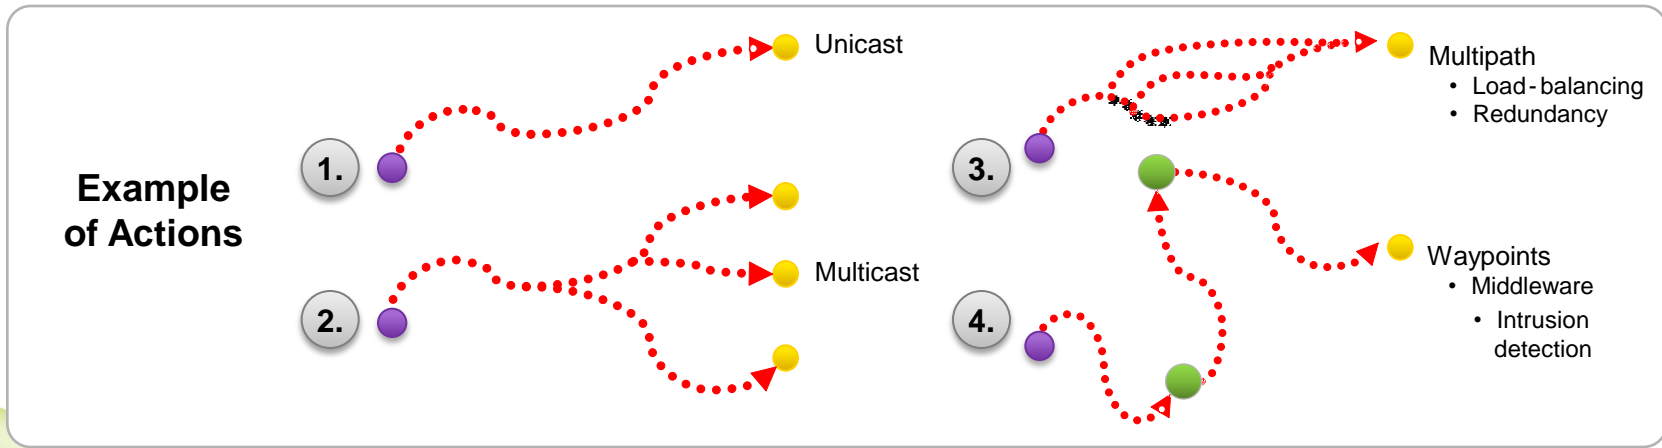 Example
of Actions
1.
Unicast
2.
Multicast
3.
Multipath
• Load-balancing
• Redundancy
4.
Waypoints
• Middleware
• Intrusion
detection